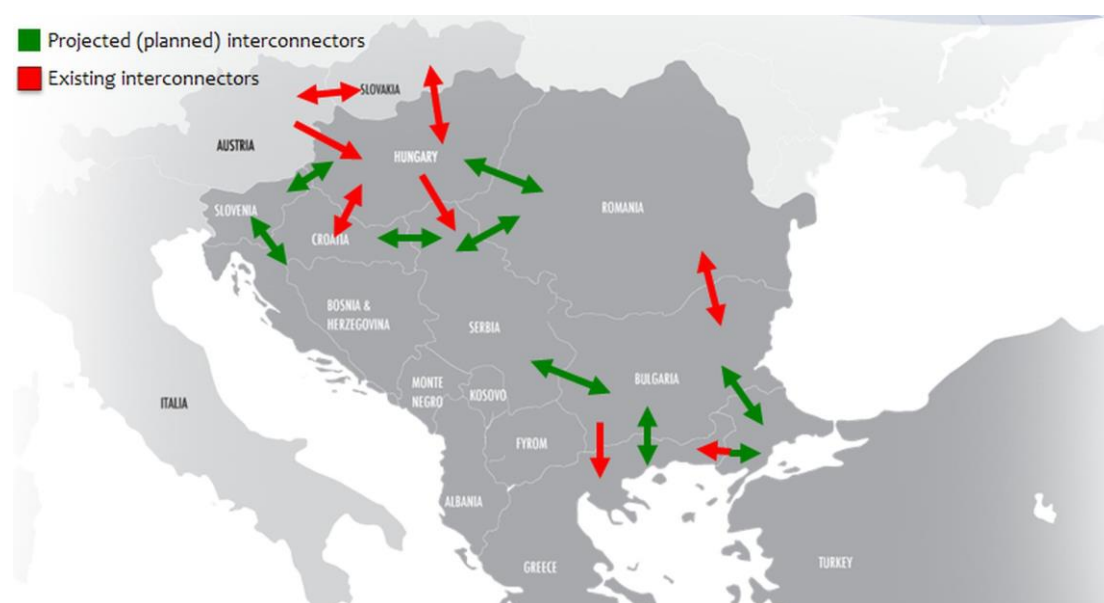 Projected (planned) interconnectors
Existing interconnectors
SLOVAKIA
AUSTRIA
HUNGARY
SLOVENIA
ROMANIA
CROATIA
BOSNIA &
HERZEGOVINA
SERBIA
MONTE
NEGRO
KOSOVO
BULGARIA
ITALIA
FYROM
ALBANIA
GREECE
TURKEY